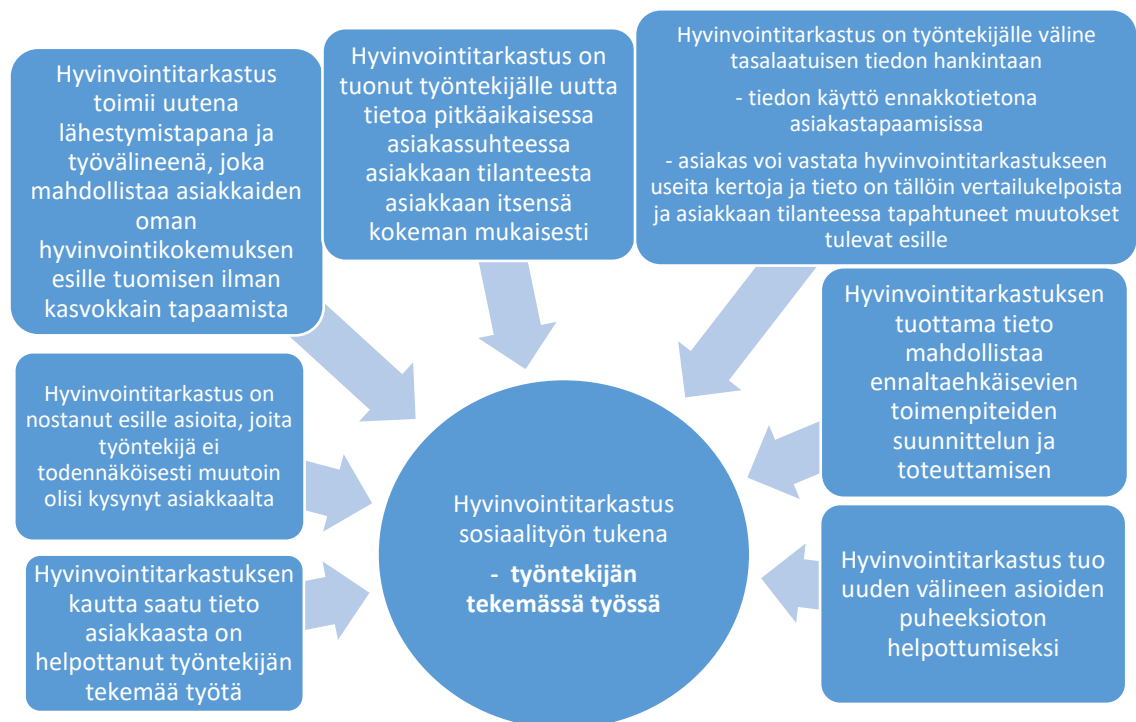 Hyvinvointitarkastus
toimii uutena
lähestymistapana ja
työvälineenä, joka
mahdollistaa asiakkaiden
oman
hyvinvointikokemuksen
esille tuomisen ilman
kasvokkain tapaamista
Hyvinvointitarkastus on
tuonut työntekijälle uutta
tietoa pitkäaikaisessa
asiakassuhteessa
asiakkaan tilanteesta
asiakkaan itsensä
kokeman mukaisesti
Hyvinvointitarkastus on työntekijälle väline
tasalaatuisen tiedon hankintaan
- tiedon käyttö ennakkotietona
asiakastapaamisissa
- asiakas voi vastata hyvinvointitarkastukseen
useita kertoja ja tieto on tällöin vertailukelpoista
ja asiakkaan tilanteessa tapahtuneet muutokset
tulevat esille
Hyvinvointitarkastuksen
tuottama tieto
mahdollistaa
ennaltaehkäisevien
toimenpiteiden
suunnittelun ja
toteuttamisen
Hyvinvointitarkastus on
nostanut esille asioita, joita
työntekijä ei
todennäköisesti muutoin
olisi kysynyt asiakkaalta
Hyvinvointitarkastus
sosiaalityön tukena
- työntekijän
tekemässä työssä
Hyvinvointitarkastuksen
kautta saatu tieto
asiakkaasta on
helpottanut työntekijän
tekemää työtä
Hyvinvointitarkastus tuo
uuden välineen asioiden
puheeksioton
helpottumiseksi